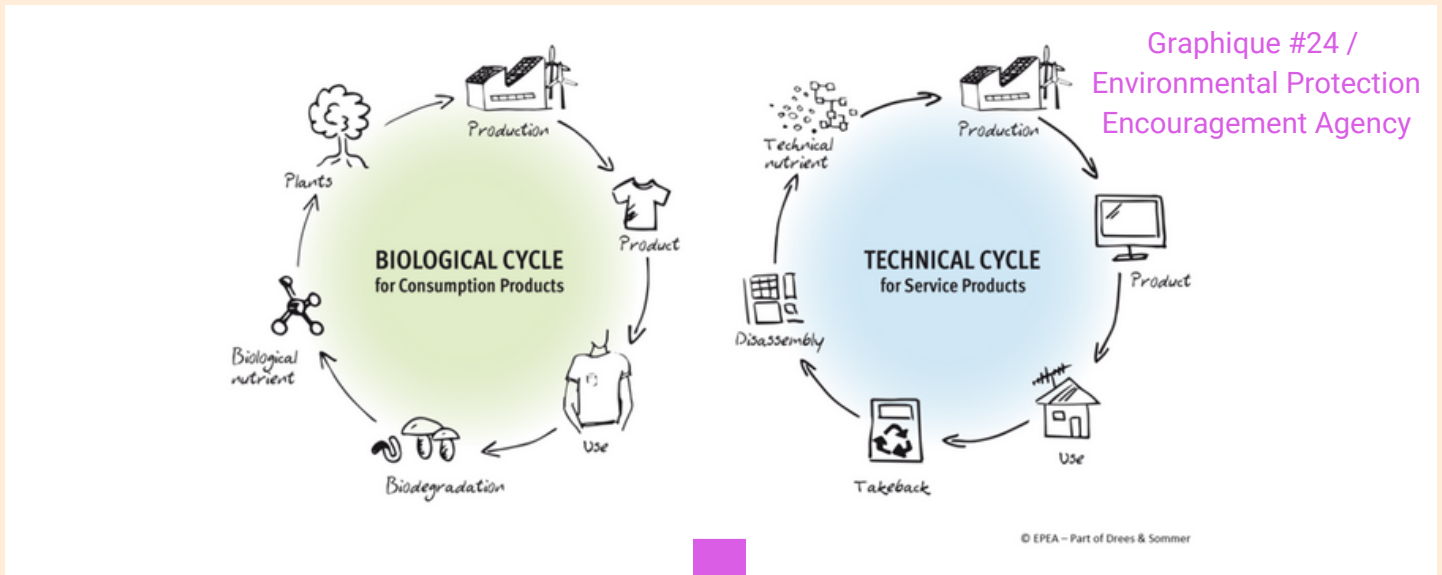 Graphique #24 /
Environmental Protection
Encouragement Agency
BIOLOGICAL CYCLE
for Consumption Products
Production
Product
Use
Biodegradation
Biological
nutrient
Plants
TECHNICAL CYCLE
for Service Products
Production
Product
Use
Takeback
Disassembly
Technical
nutrient
© EPEA – Part of Drees & Sommer